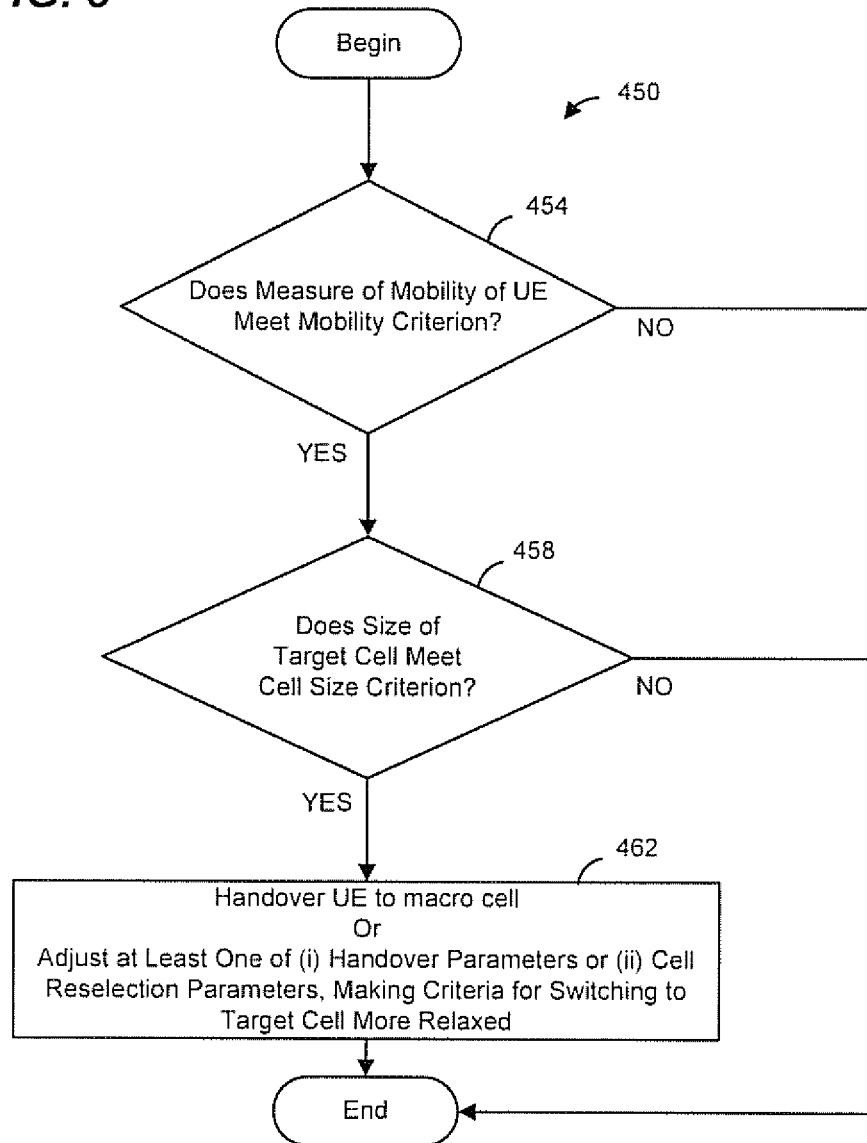 Begin
450
454
Does Measure of Mobility of UE
Meet Mobility Criterion?
NO
YES
458
Does Size of
Target Cell Meet
Cell Size Criterion?
NO
YES
462
Handover UE to macro cell
Or
Adjust at Least One of (i) Handover Parameters or (ii) Cell
Reselection Parameters, Making Criteria for Switching to
Target Cell More Relaxed
End